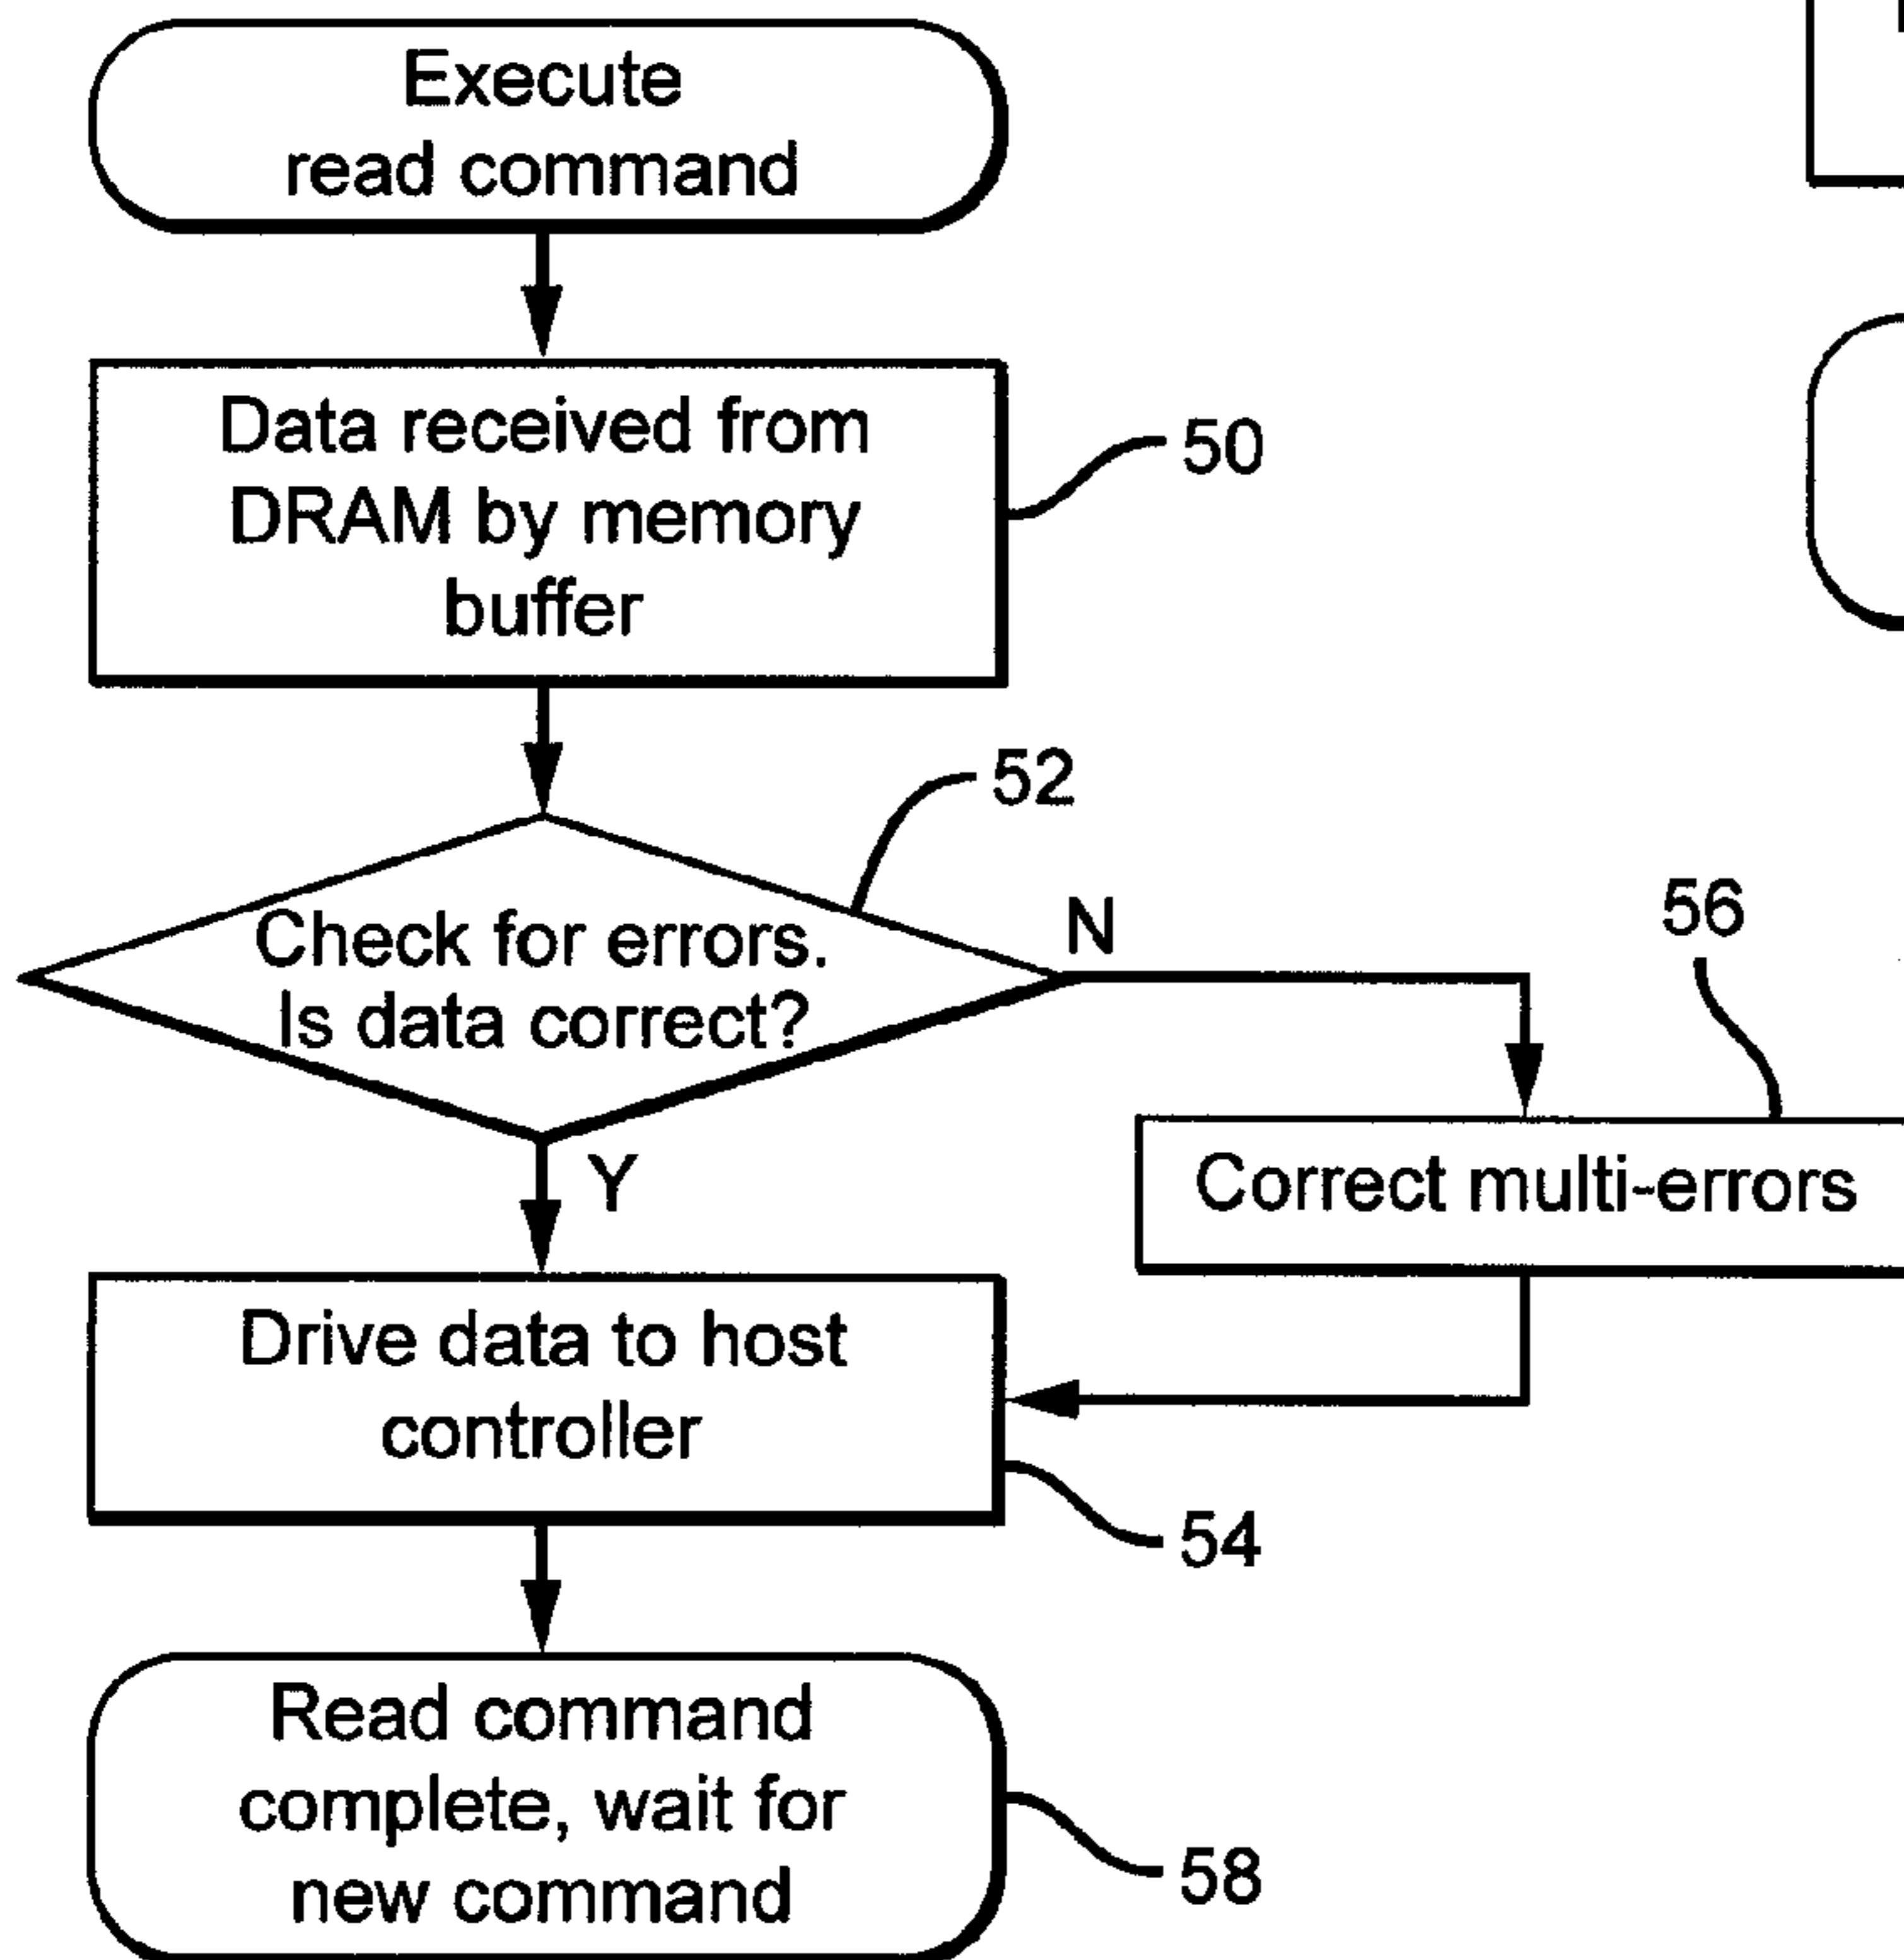 Execute
read command
Data received from
DRAM by memory
buffer
50
52
Check for errors.
Is data correct?
N
Y
56
Correct multi-errors
Drive data to host
controller
54
Read command
complete, wait for
new command
58